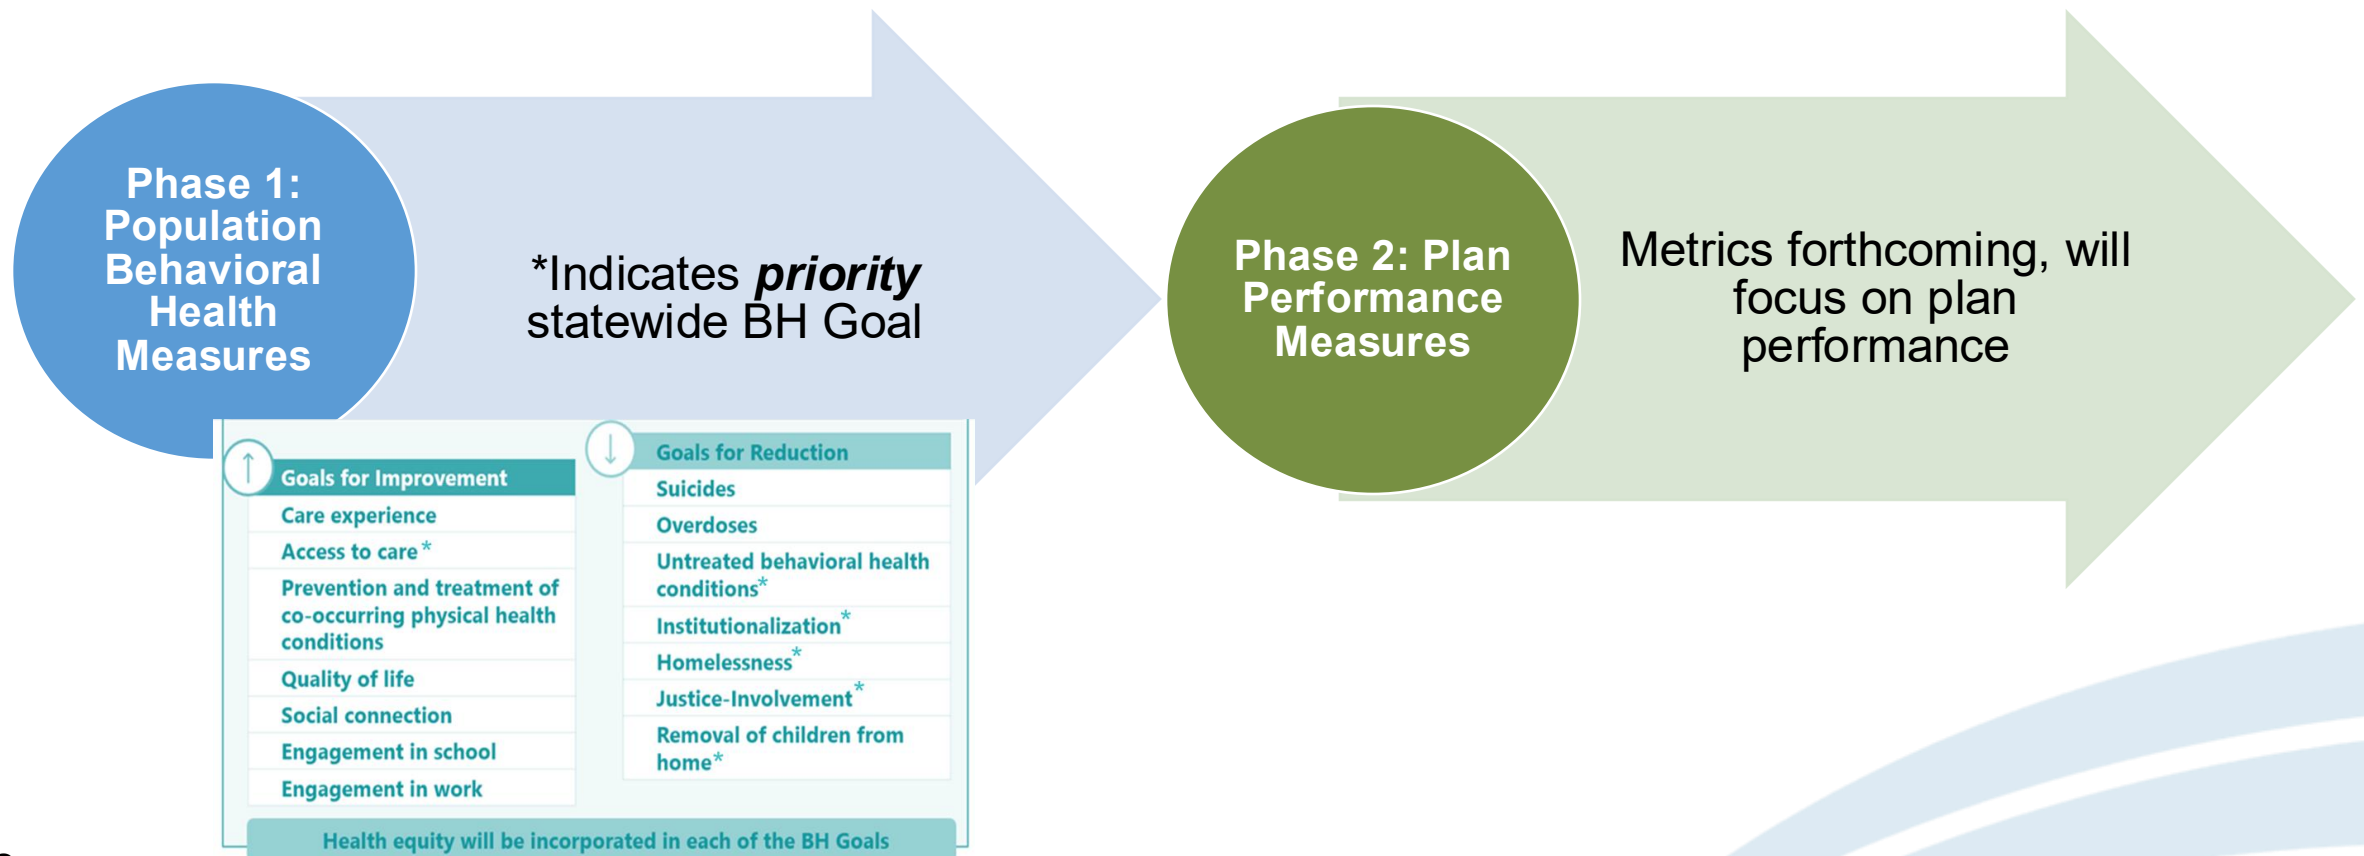 Phase 1:
Population
Behavioral
Health
Measures
*Indicates priority
statewide BH Goal
Goals for Improvement
Care experience
Access to care*
Prevention and treatment of
co-occurring physical health
conditions
Quality of life
Social connection
Engagement in school
Engagement in work
Goals for Reduction
Suicides
Overdoses
Untreated behavioral health
conditions*
Institutionalization*
Homelessness*
Justice-Involvement*
Removal of children from
home*
Health equity will be incorporated in each of the BH Goals
Phase 2: Plan
Performance
Measures
Metrics forthcoming, will
focus on plan
performance